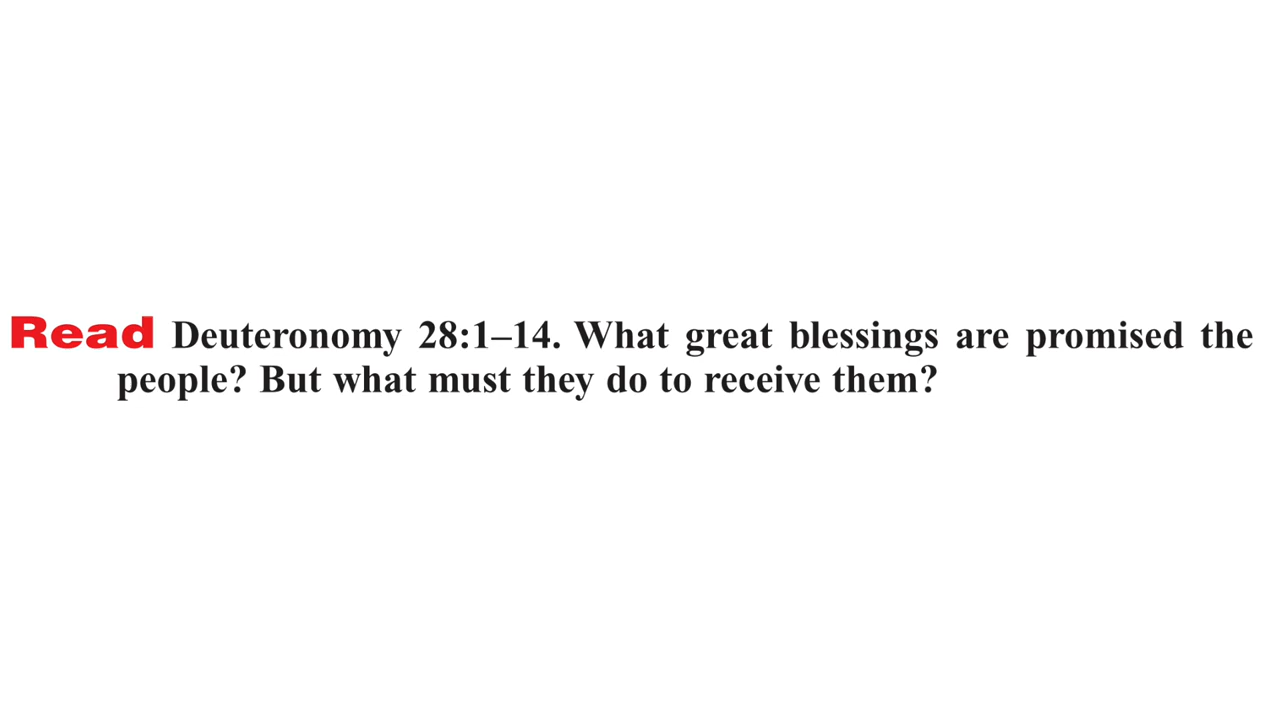 Read Deuteronomy 28:1–14. What great blessings are promised the
people? But what must they do to receive them?